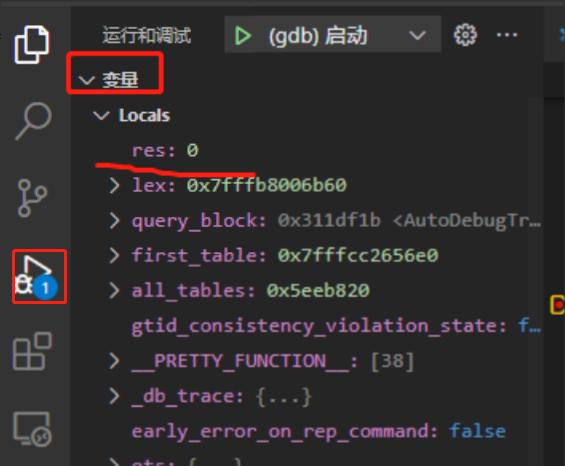 运行和调试 (gdb) 启动 ...
变量
Locals
res: 0
lex: 0x7fffb8006b60
query_block: 0x311df1b <AutoDebugTr...
first_table: 0x7fffcc2656e0
all_tables: 0x5eeb820
gtid_consistency_violation_state: f...
__PRETTY_FUNCTION__: [38]
_db_trace: {...}
1
early_error_on_rep_command: false
ots: {...}